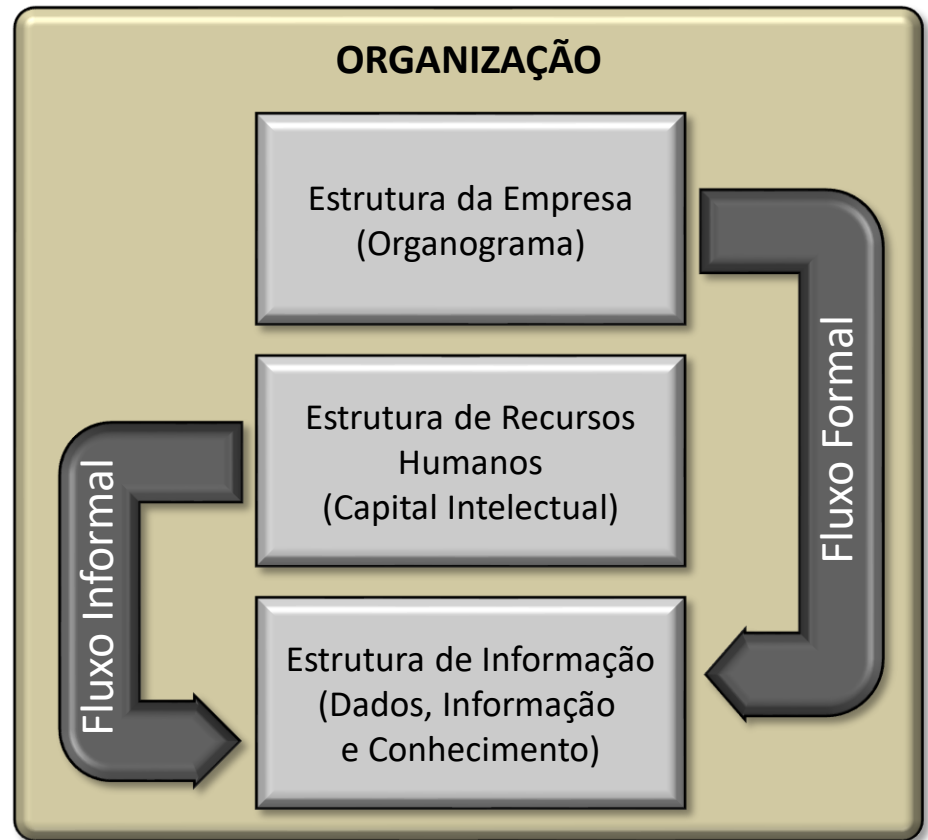 ORGANIZAÇÃO
Estrutura da Empresa
(Organograma)
Fluxo Formal
Estrutura de Recursos
Humanos
(Capital Intelectual)
Fluxo Informal
Estrutura de Informação
(Dados, Informação
e Conhecimento)